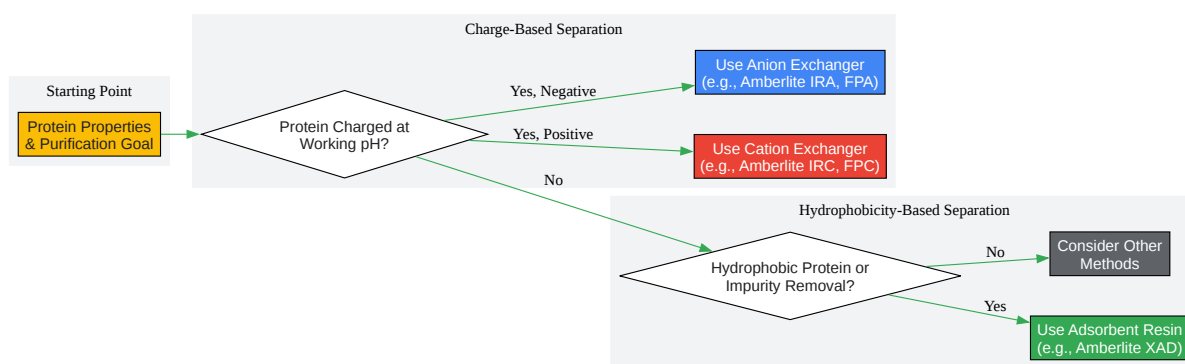 Charge-Based Separation
Starting Point
Protein Properties
& Purification Goal
Protein Charged at
Working pH?
Yes, Negative
Use Anion Exchanger
(e.g., Amberlite IRA, FPA)
Yes, Positive
Use Cation Exchanger
(e.g., Amberlite IRC, FPC)
No
Hydrophobicity-Based Separation
Hydrophobic Protein or
Impurity Removal?
No
Consider Other
Methods
Yes
Use Adsorbent Resin
(e.g., Amberlite XAD)